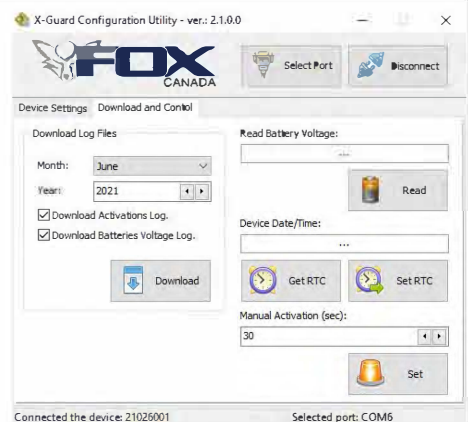 X-Guard Configuration Utility - ver.: 2.1.0.0
FOX
CANADA
Select Port
Disconnect
Device Settings
Download and Control
Download Log Files
Month:
June
Year:
2021
Download Activations Log.
Download Batteries Voltage Log.
Download
Read Battery Voltage:
...
Read
Device Date/Time:
...
Get RTC
Set RTC
Manual Activation (sec):
30
Set
Connected the device: 21026001
Selected port: COM6